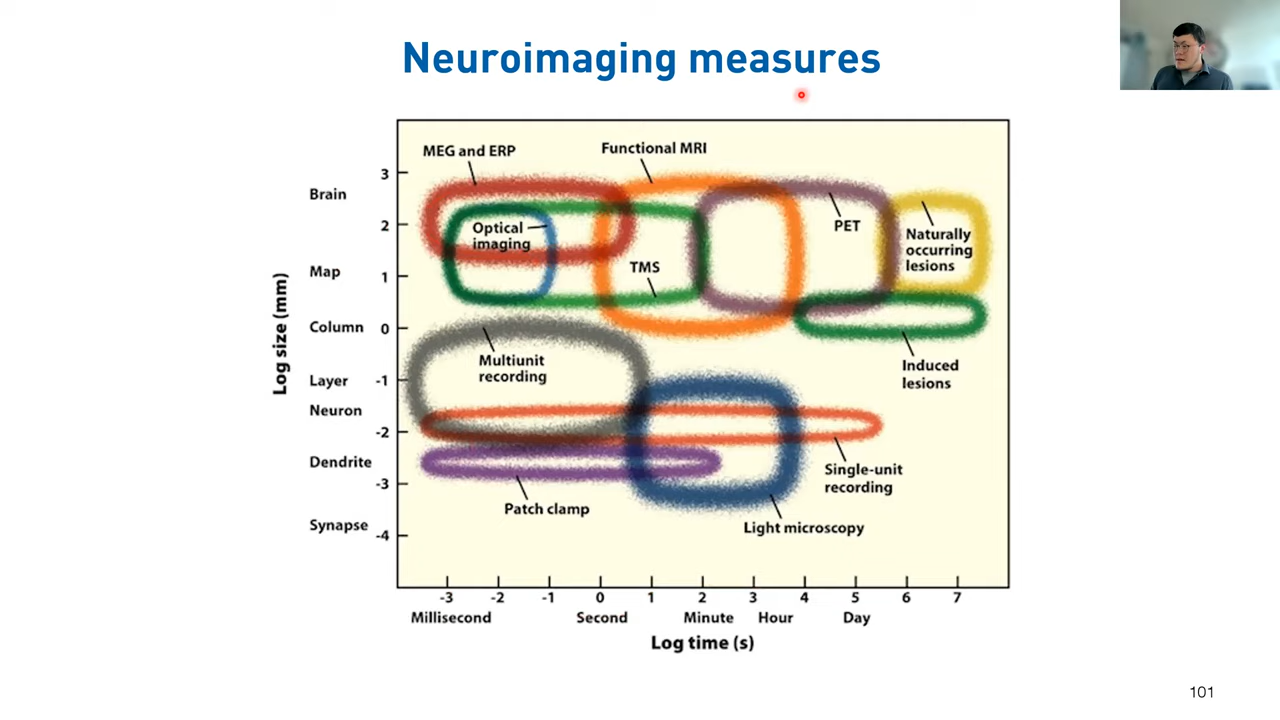 Neuroimaging measures
MEG and ERP
Functional MRI
Optical
imaging
TMS
PET
Naturally
occurring
lesions
Multiunit
recording
Induced
lesions
Single-unit
recording
Patch clamp
Light microscopy
Log size (mm)
Brain
Map
Column
Layer
Neuron
Dendrite
Synapse
3
2
1
0
-1
-2
-3
-4
-3 -2 -1 0 1 2 3 4 5 6 7
Millisecond Second Minute Hour Day
Log time (s)
101